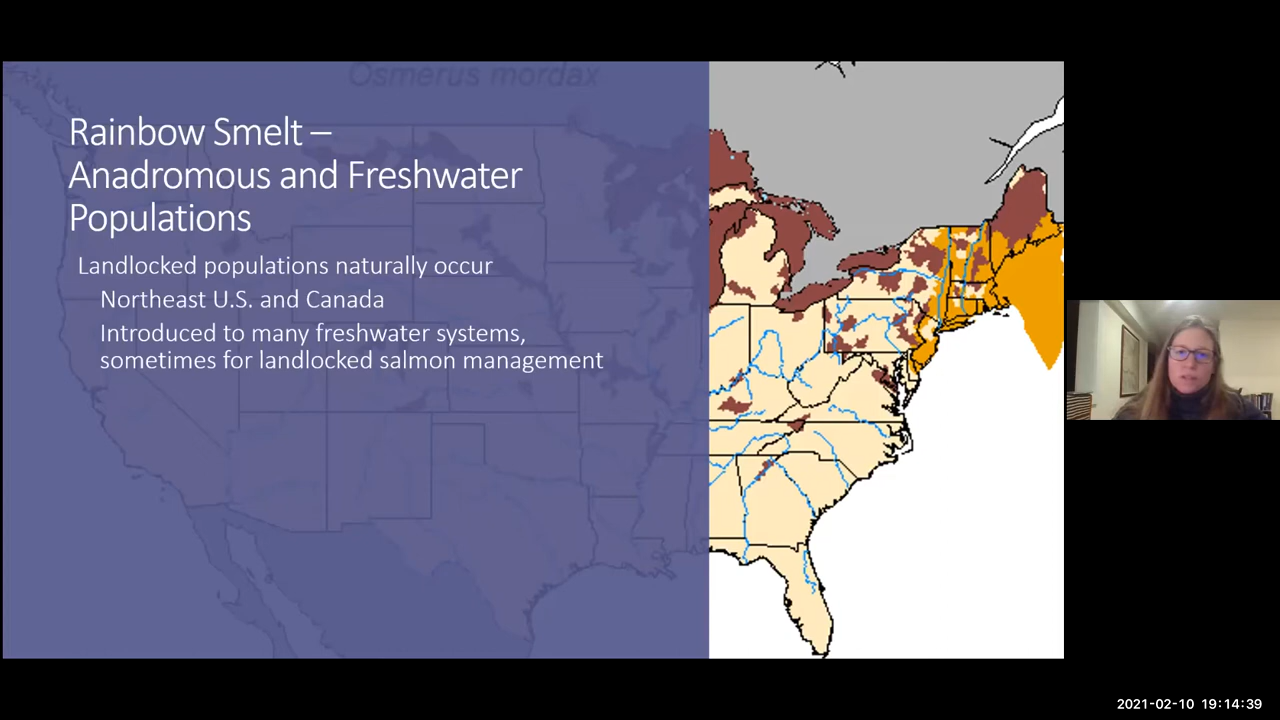 Osmerus mordax
Rainbow Smelt –
Anadromous and Freshwater
Populations
Landlocked populations naturally occur
Northeast U.S. and Canada
Introduced to many freshwater systems,
sometimes for landlocked salmon management
2021-02-10 19:14:39